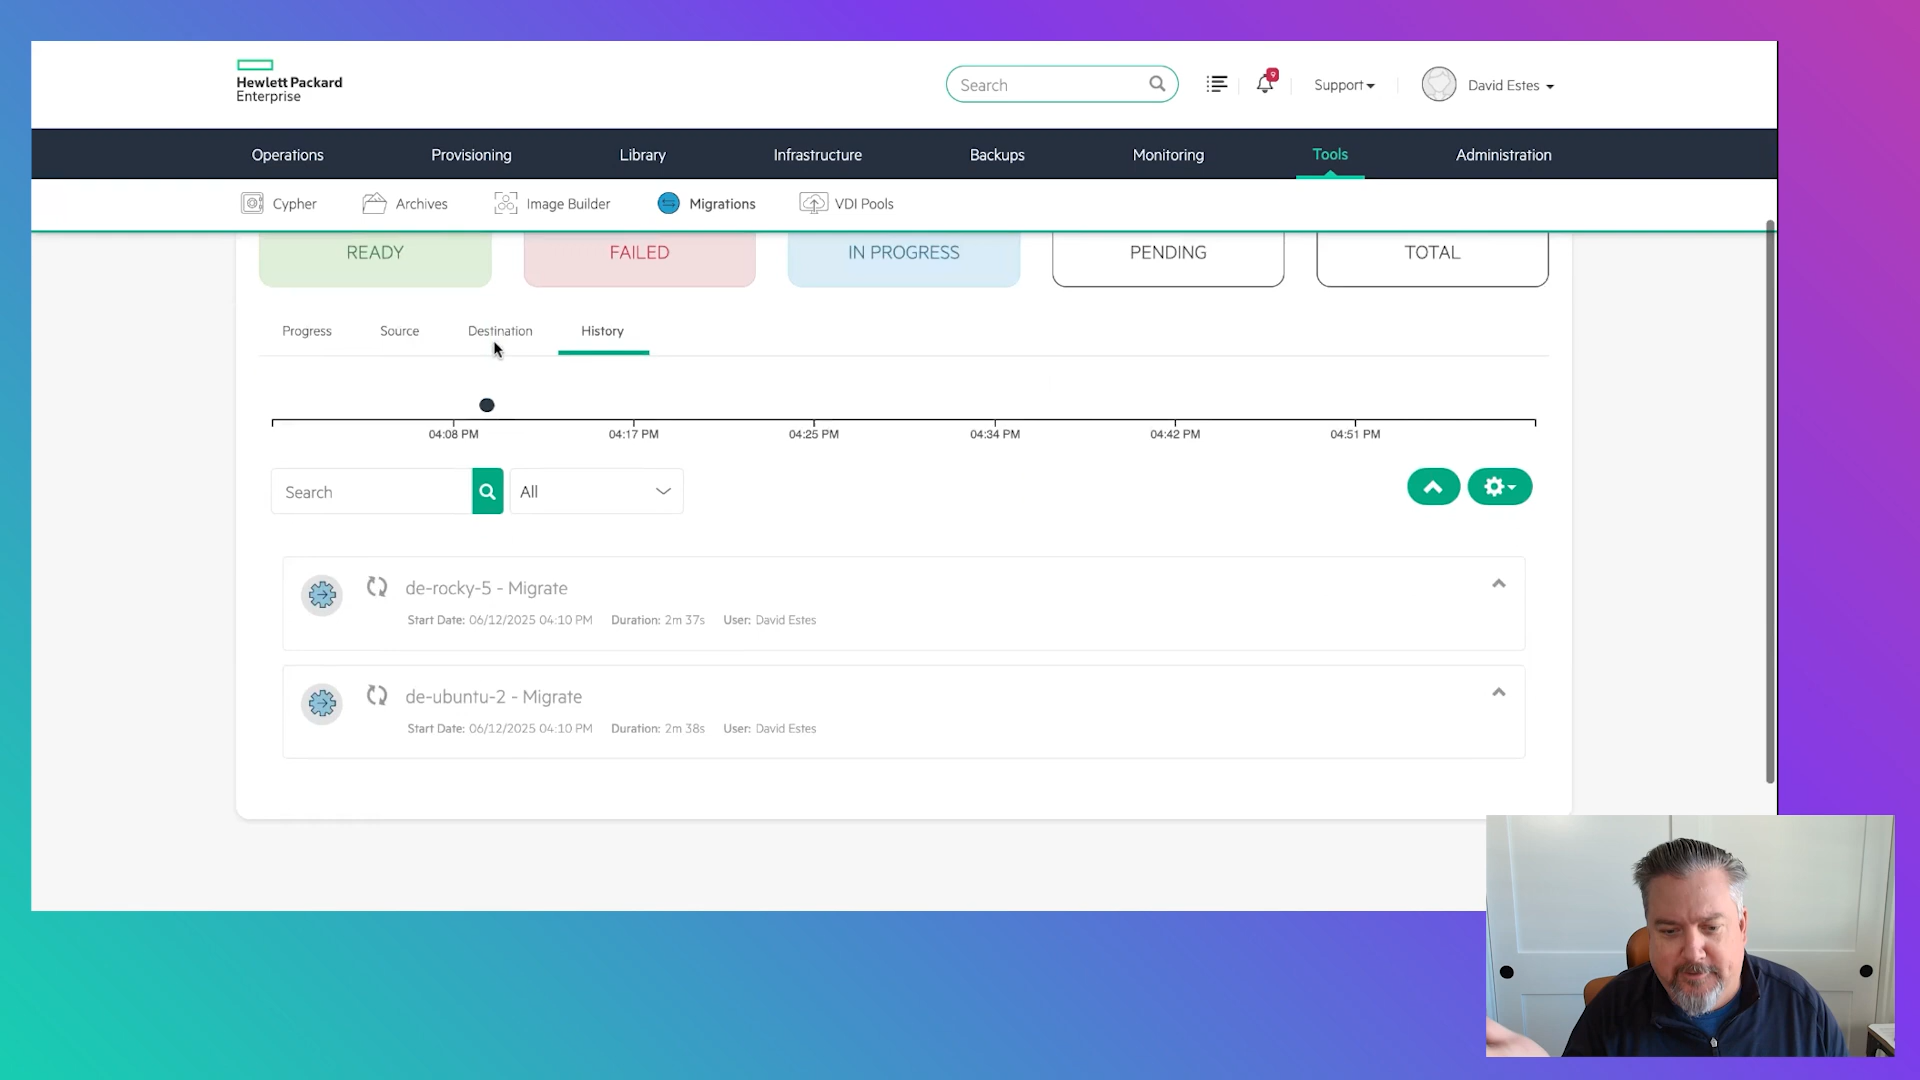 Hewlett Packard
Enterprise
Search
9
Support
David Estes
Operations
Provisioning
Library
Infrastructure
Backups
Monitoring
Tools
Administration
Cypher
Archives
Image Builder
Migrations
VDI Pools
READY
FAILED
IN PROGRESS
PENDING
TOTAL
Progress
Source
Destination
History
04:08 PM
04:17 PM
04:25 PM
04:34 PM
04:42 PM
04:51 PM
Search
All
de-rocky-5 - Migrate
Start Date: 06/12/2025 04:10 PM Duration: 2m 37s User: David Estes
de-ubuntu-2 - Migrate
Start Date: 06/12/2025 04:10 PM Duration: 2m 38s User: David Estes